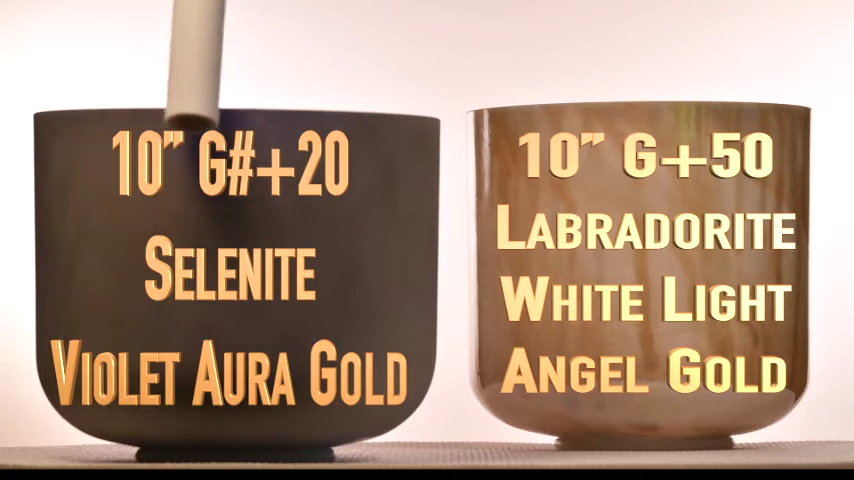 10” G#+20
Selenite
Violet Aura Gold
10” G+50
Labradorite
White Light
Angel Gold